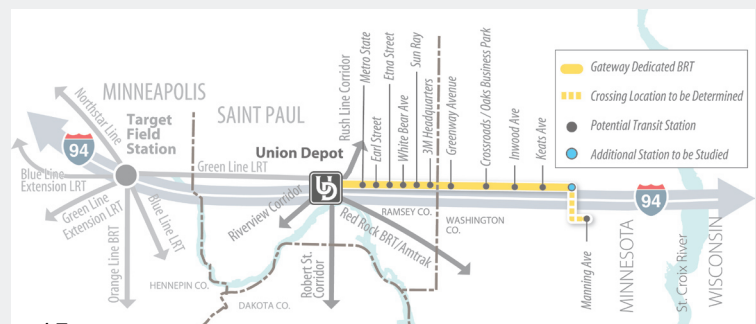 MINNEAPOLIS
SAINT PAUL
Northstar Line
Target
Field
Station
94
Blue Line
Extension LRT
Green Line
Extension LRT
Orange Line BRT
Blue Line LRT
Green Line LRT
Union Depot
UD
Rush Line Corridor
Riverview Corridor
Robert St.
Corridor
Red Rock BRT/Amtrak
HENNEPIN CO.
DAKOTA CO.
RAMSEY CO.
WASHINGTON
CO.
Metro State
Earl Street
Etna Street
White Bear Ave
Sun Ray
3M Headquarters
Greenway Avenue
Crossroads / Oaks Business Park
Inwood Ave
Keats Ave
Manning Ave
94
MINNESOTA
St. Croix River
WISCONSIN
Gateway Dedicated BRT
Crossing Location to be Determined
Potential Transit Station
Additional Station to be Studied